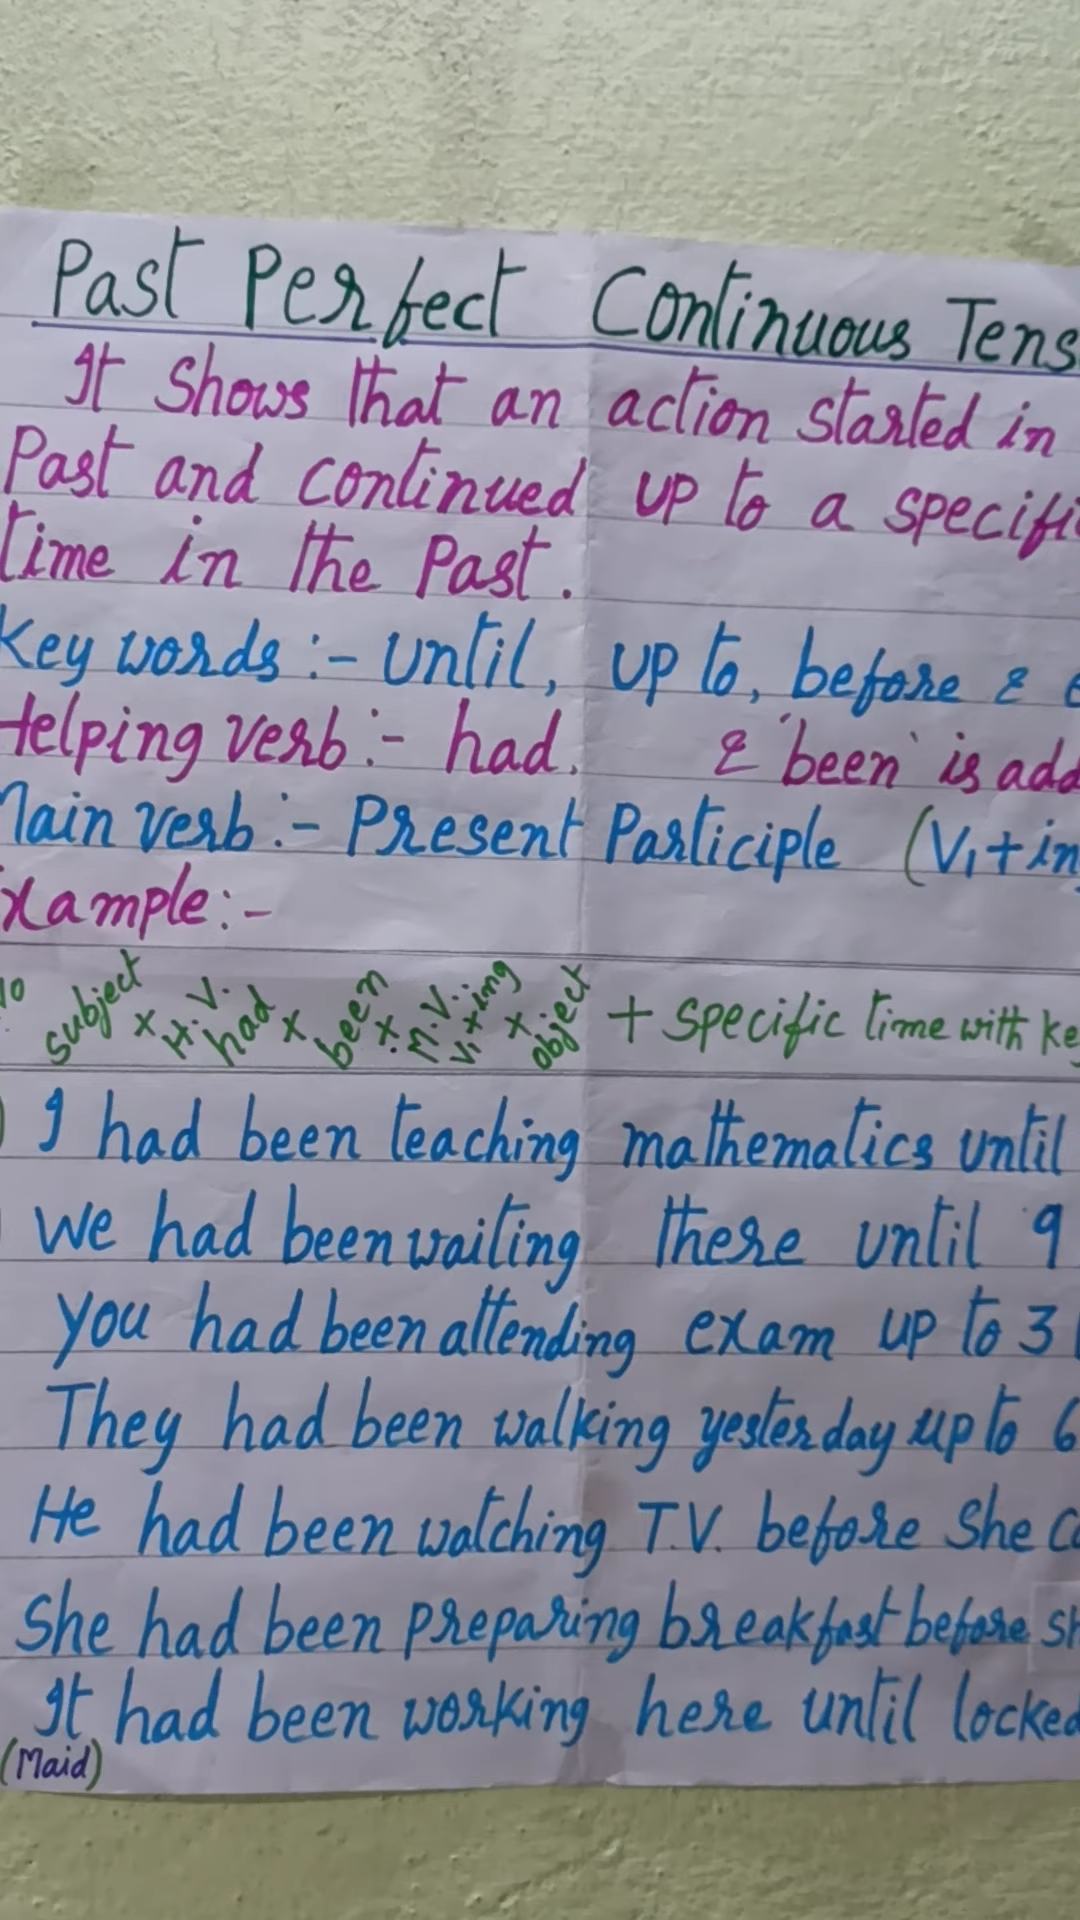 Past Perfect Continuous Tens
It Shows that an action started in
Past and continued up to a specifi
time in the Past.
Key words :- until, up to, before &
Helping verb :- had. & 'been' is add
Main verb :- Present Participle (V1+in
xample :-
subject x H.V. had x been x M.V. V1+ing x object + specific time with ke
I had been teaching mathematics until
We had been waiting there until 9
You had been attending exam up to 3
They had been walking yesterday up to 6
He had been watching T.V. before She
She had been preparing breakfast before sh
It had been working here until locked
(Maid)